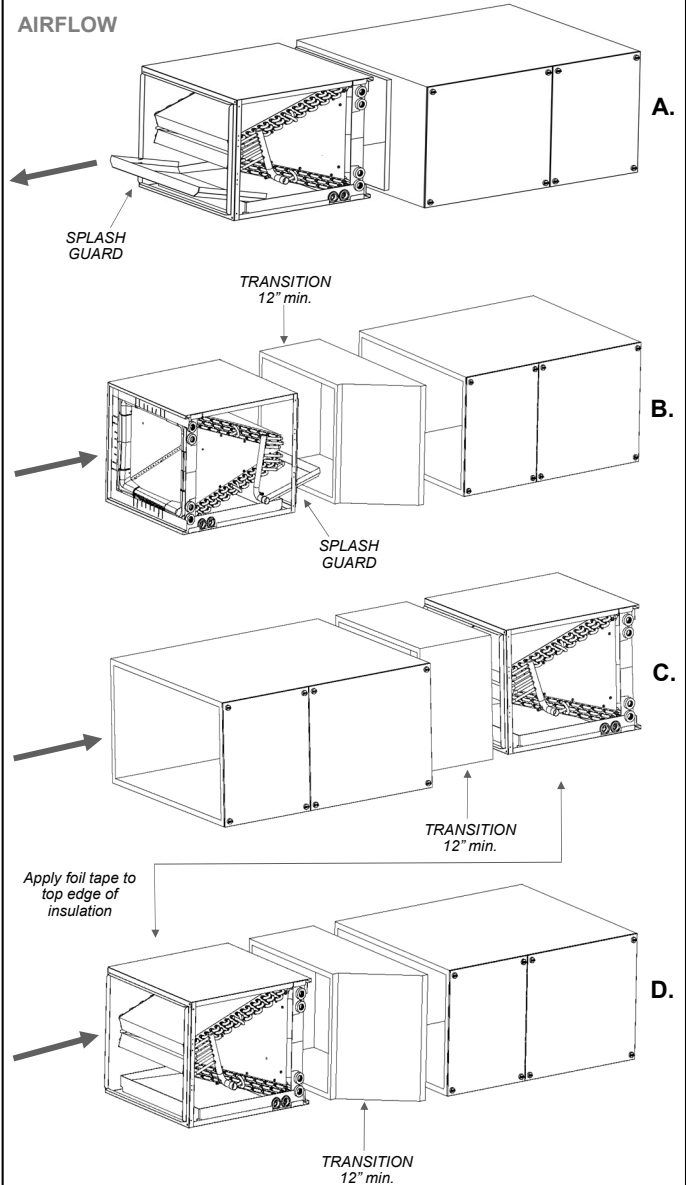 AIRFLOW
A.
SPLASH
GUARD
TRANSITION
12” min.
B.
SPLASH
GUARD
C.
TRANSITION
12” min.
Apply foil tape to
top edge of
insulation
D.
TRANSITION
12” min.